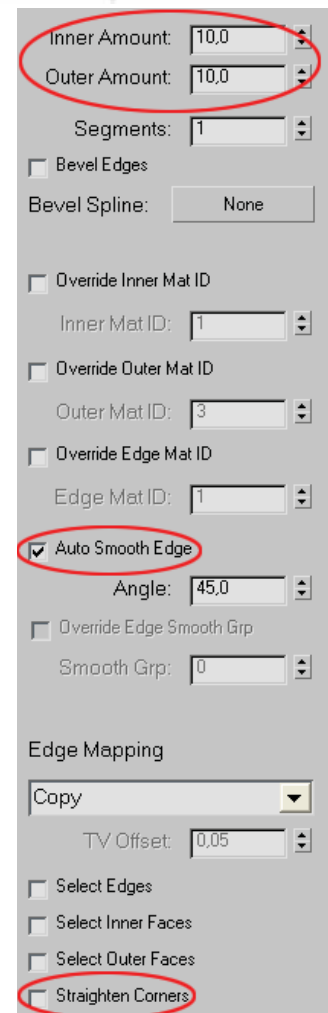 Inner Amount: 10,0
Outer Amount: 10,0
Segments: 1
Bevel Edges
Bevel Spline: None
Override Inner Mat ID
Inner Mat ID: 1
Override Outer Mat ID
Outer Mat ID: 3
Override Edge Mat ID
Edge Mat ID: 1
Auto Smooth Edge
Angle: 45,0
Override Edge Smooth Grp
Smooth Grp: 0
Edge Mapping
Copy
TV Offset: 0,05
Select Edges
Select Inner Faces
Select Outer Faces
Straighten Corners